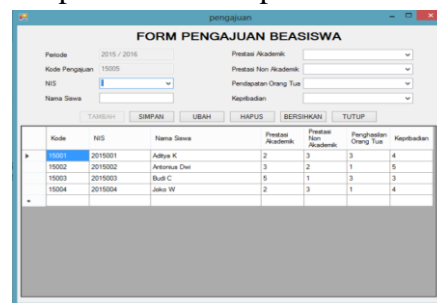 pengajuan
FORM PENGAJUAN BEASISWA
Periode 2015 / 2016 Prestasi Akademik
Kode Pengajuan 15005 Prestasi Non Akademik
NIS Pendapatan Orang Tua
Nama Siswa Kepribadian
TAMBAH SIMPAN UBAH HAPUS BERSIHKAN TUTUP
Kode NIS Nama Siswa Prestasi Akademik Prestasi Non Akademik Penghasilan Orang Tua Kepribadian
15001 2015001 Aditya K 2 3 3 4
15002 2015002 Antonius Dwi 3 2 1 5
15003 2015003 Budi C 5 1 3 3
15004 2015004 Joko W 2 3 1 4